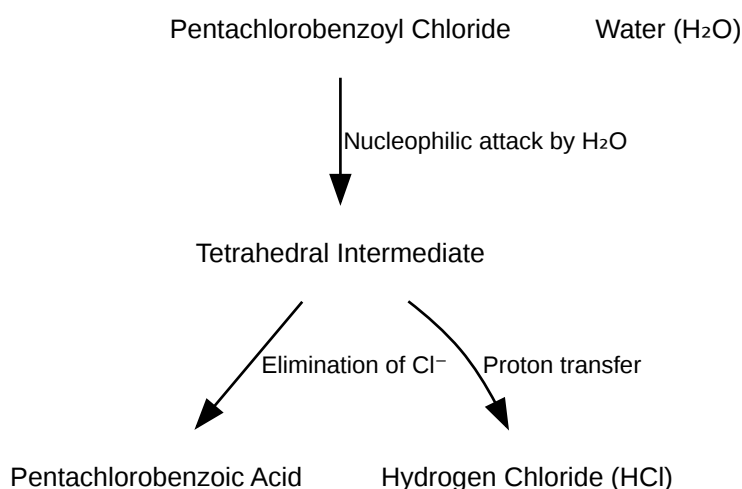 Pentachlorobenzoyl Chloride
Water (H₂O)
Nucleophilic attack by H₂O
Tetrahedral Intermediate
Elimination of Cl⁻
Proton transfer
Pentachlorobenzoic Acid
Hydrogen Chloride (HCl)